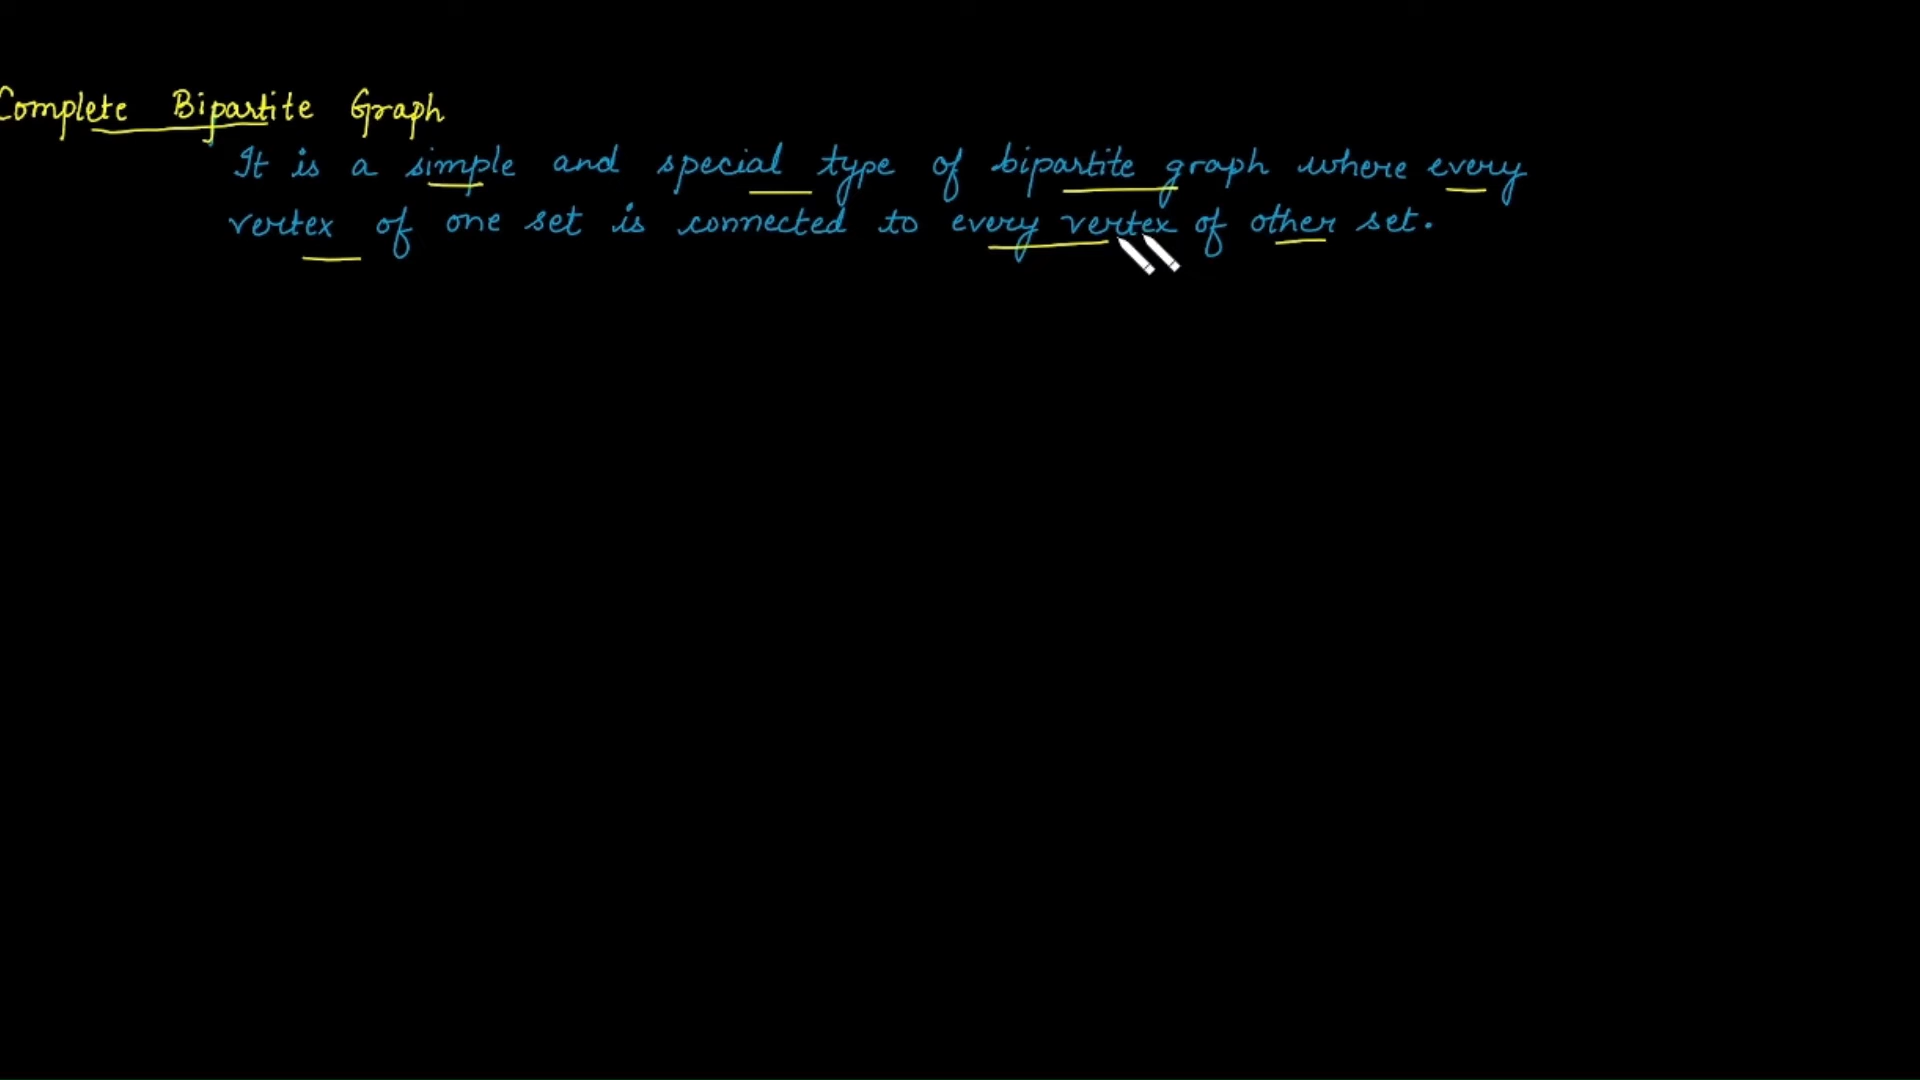 Complete Bipartite Graph
It is a simple and special type of bipartite graph where every
vertex of one set is connected to every vertex of other set.